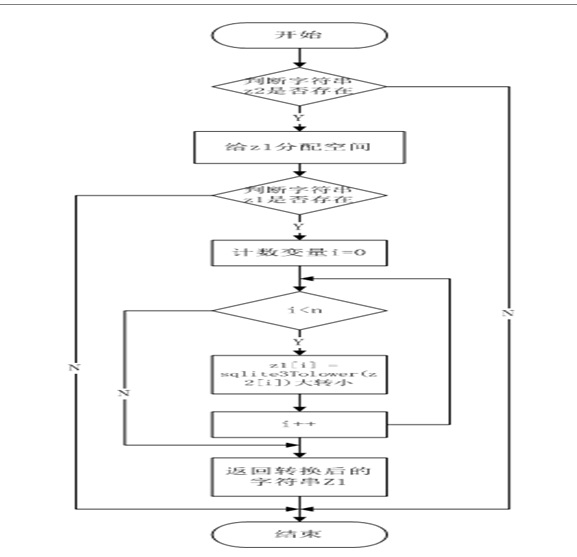 开始
判断字符串
z2是否存在
Y
给z1分配空间
判断字符串
z1是否存在
Y
计数变量i=0
i<n
N
Y
z1[i] =
sqlite3Tolower(z
2[i])大转小
N
N
i++
返回转换后的
字符串Z1
结束